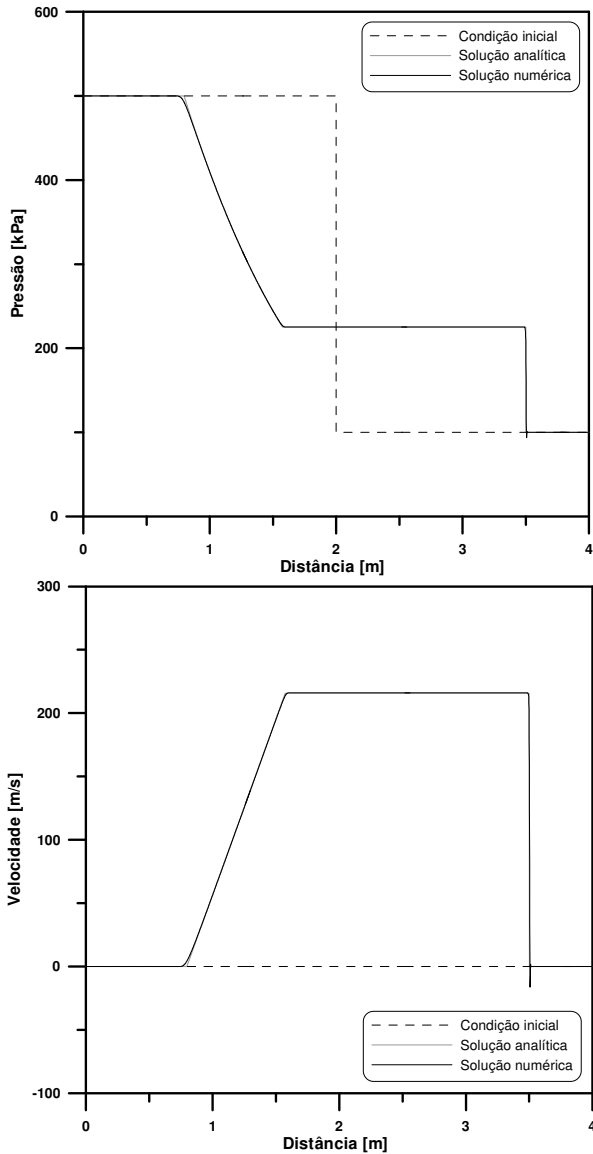 600
Condição inicial
Solução analítica
Solução numérica
400
Pressão [kPa]
200
0
0 1 2 3 4
Distância [m]
300
200
Velocidade [m/s]
100
0
Condição inicial
Solução analítica
Solução numérica
-100
0 1 2 3 4
Distância [m]